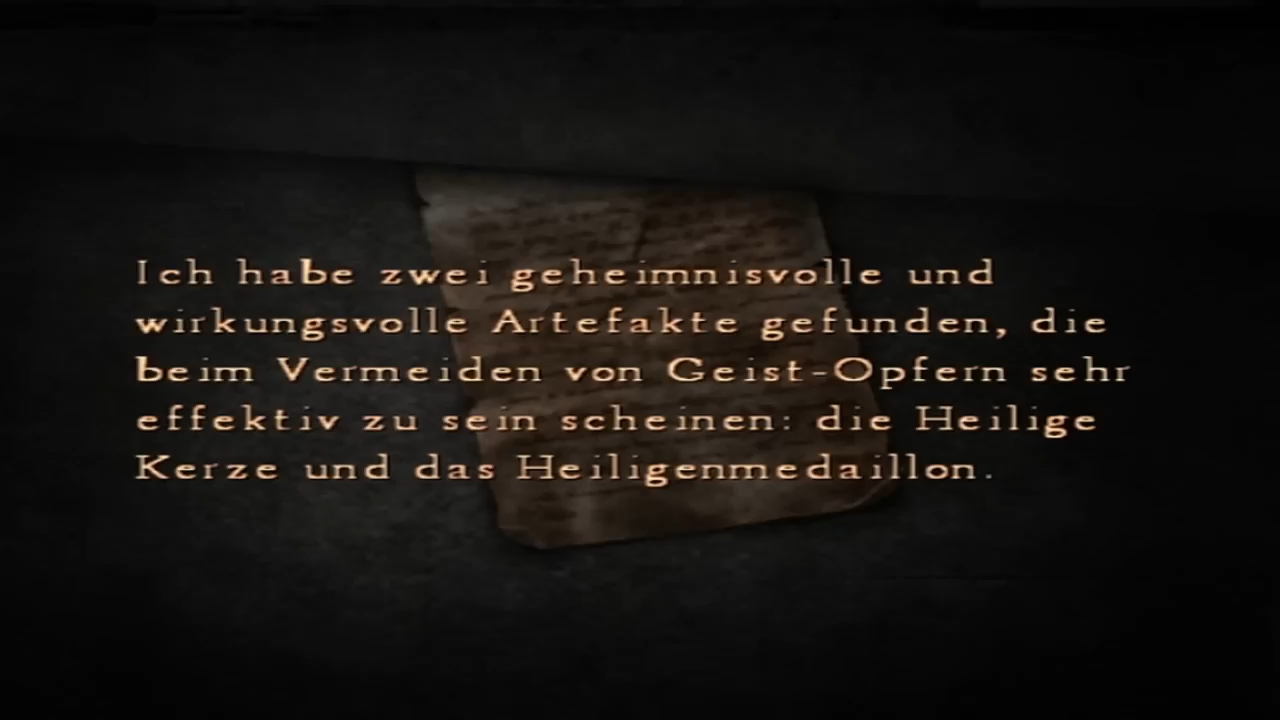 Ich habe zwei geheimnisvolle und
wirkungsvolle Artefakte gefunden, die
beim Vermeiden von Geist-Opfern sehr
effektiv zu sein scheinen: die Heilige
Kerze und das Heiligenmedaillon.